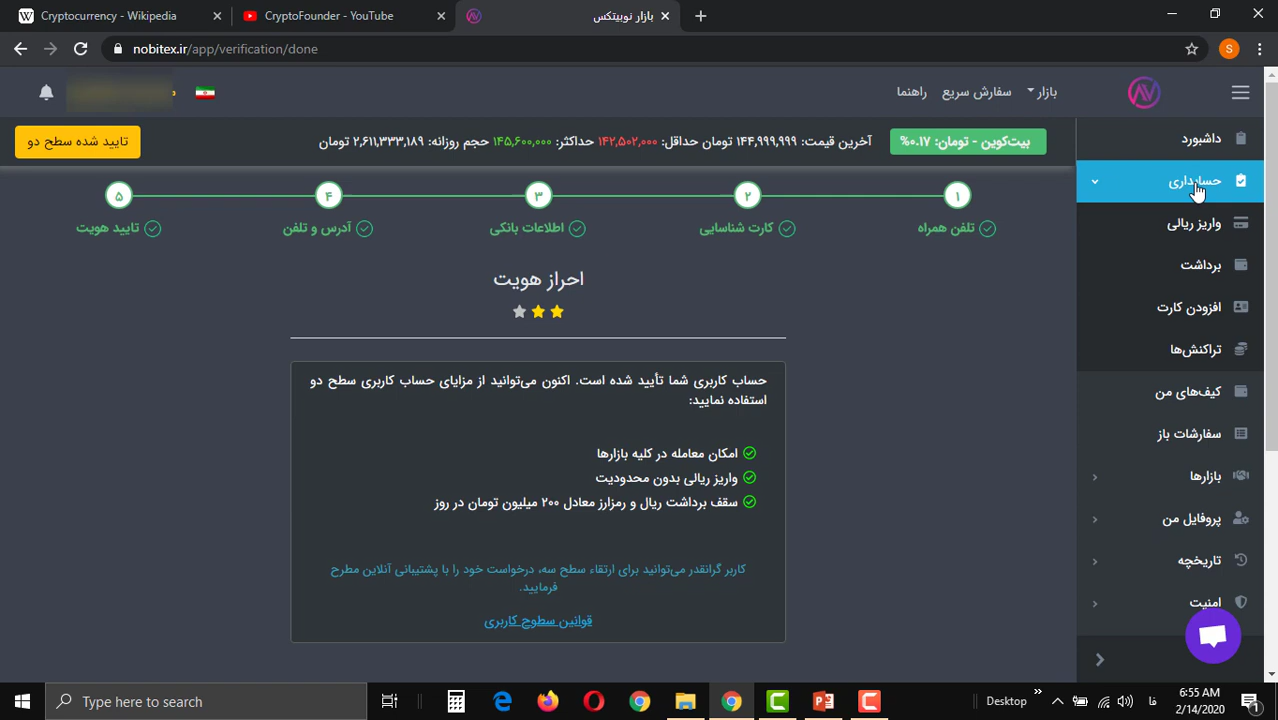 Cryptocurrency - Wikipedia
CryptoFounder - YouTube
بازار نوبیتکس
nobitex.ir/app/verification/done
S
بازار
سفارش سریع
راهنما
بیت‌کوین - تومان: ۰.۱۷%
آخرین قیمت: ۱۴۴,۹۹۹,۹۹۹ تومان حداقل: ۱۴۲,۵۰۲,۰۰۰ حداکثر: ۱۴۵,۶۰۰,۰۰۰ حجم روزانه: ۲,۶۱۱,۳۳۳,۱۸۹ تومان
تایید شده سطح دو
داشبورد
حسابداری
واریز ریالی
برداشت
افزودن کارت
تراکنش‌ها
کیف‌های من
سفارشات باز
بازارها
پروفایل من
تاریخچه
امنیت
۱
۲
۳
۴
۵
تلفن همراه
کارت شناسایی
اطلاعات بانکی
آدرس و تلفن
تایید هویت
احراز هویت
حساب کاربری شما تأیید شده است. اکنون می‌توانید از مزایای حساب کاربری سطح دو
استفاده نمایید:
امکان معامله در کلیه بازارها
واریز ریالی بدون محدودیت
سقف برداشت ریال و رمزارز معادل ۲۰۰ میلیون تومان در روز
کاربر گرانقدر می‌توانید برای ارتقاء سطح سه، درخواست خود را با پشتیبانی آنلاین مطرح
فرمایید.
قوانین سطوح کاربری
Type here to search
Desktop
فا
6:55 AM
2/14/2020
1